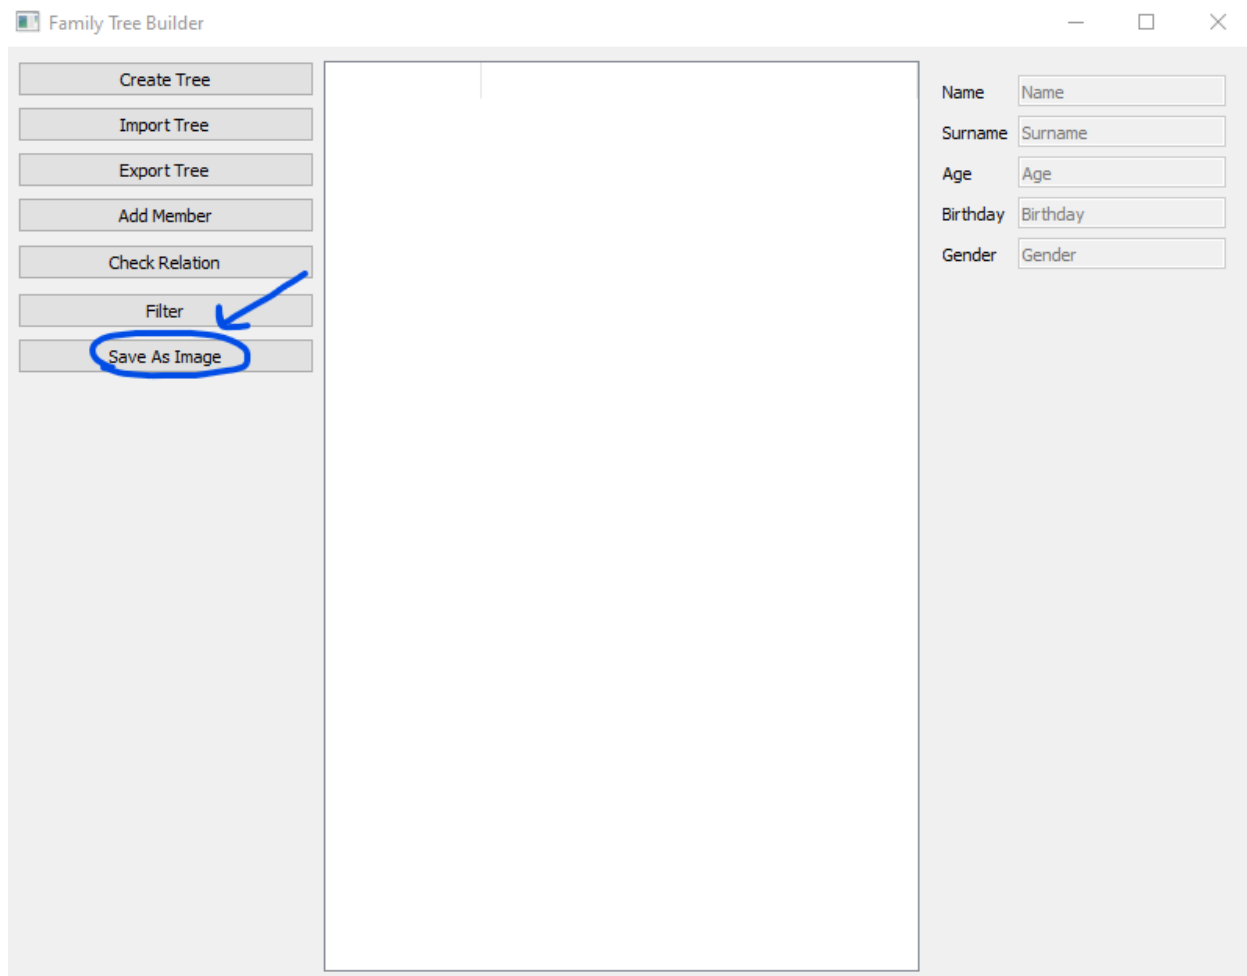 Family Tree Builder
Create Tree
Import Tree
Export Tree
Add Member
Check Relation
Filter
Save As Image
Name Name
Surname Surname
Age Age
Birthday Birthday
Gender Gender